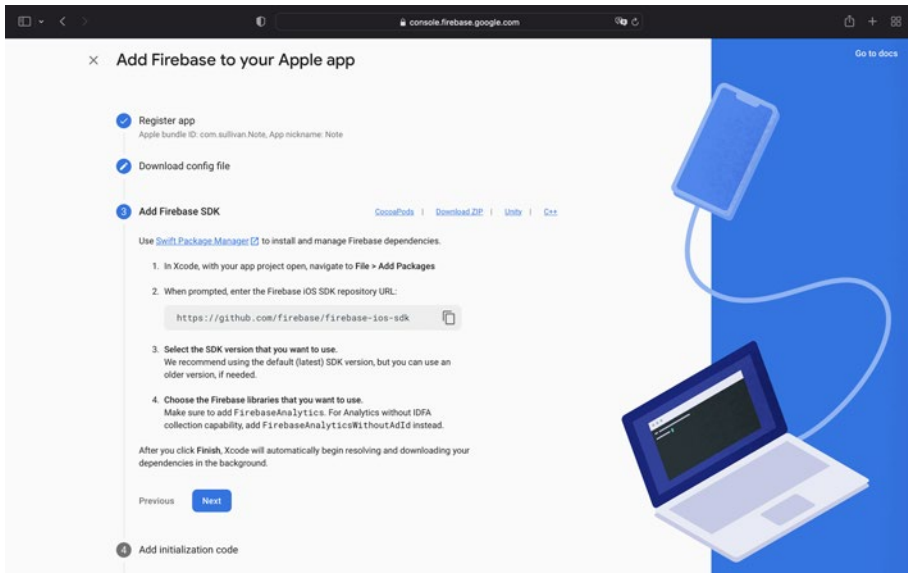 console.firebase.google.com
Go to docs
Add Firebase to your Apple app
Register app
Apple bundle ID: com.sullivan.Note, App nickname: Note
Download config file
3 Add Firebase SDK CocoaPods | Download ZIP | Unity | C++
Use Swift Package Manager to install and manage Firebase dependencies.
1. In Xcode, with your app project open, navigate to File > Add Packages
2. When prompted, enter the Firebase iOS SDK repository URL:
https://github.com/firebase/firebase-ios-sdk
3. Select the SDK version that you want to use.
We recommend using the default (latest) SDK version, but you can use an
older version, if needed.
4. Choose the Firebase libraries that you want to use.
Make sure to add FirebaseAnalytics. For Analytics without IDFA
collection capability, add FirebaseAnalyticsWithoutAdId instead.
After you click Finish, Xcode will automatically begin resolving and downloading your
dependencies in the background.
Previous Next
4 Add initialization code